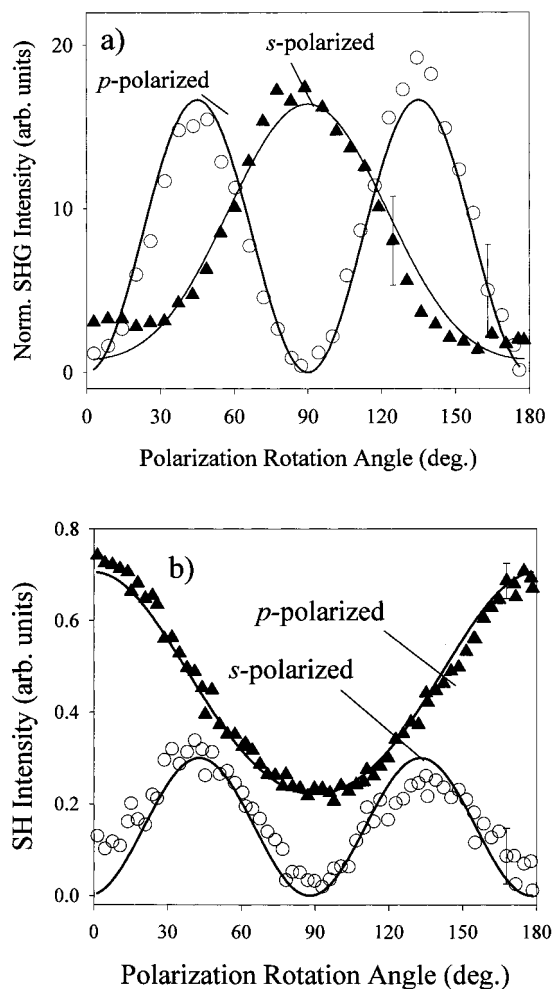 a)
s-polarized
p-polarized
Norm. SHG Intensity (arb. units)
20
10
0
0 30 60 90 120 150 180
Polarization Rotation Angle (deg.)
b)
p-polarized
s-polarized
SH Intensity (arb. units)
0.8
0.6
0.4
0.2
0.0
0 30 60 90 120 150 180
Polarization Rotation Angle (deg.)